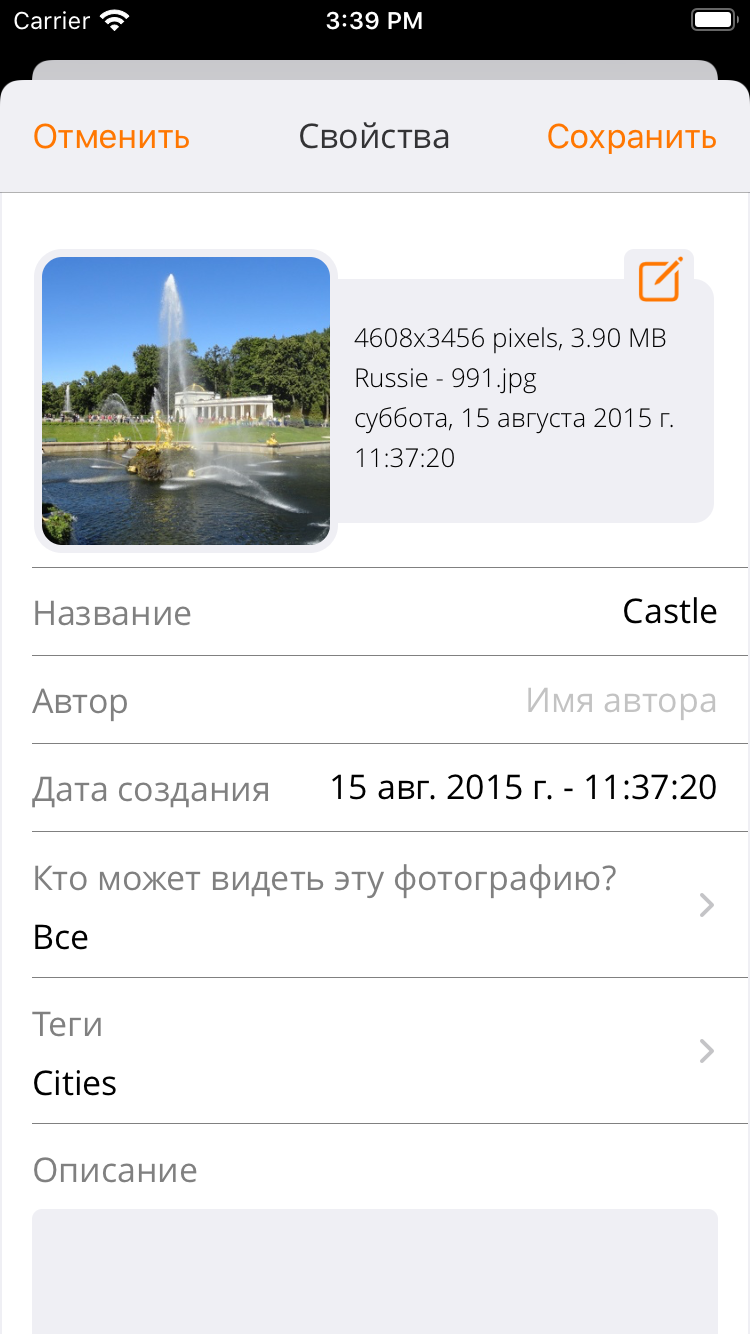 Carrier 3:39 PM
Отменить Свойства Сохранить
4608x3456 pixels, 3.90 MB
Russie - 991.jpg
суббота, 15 августа 2015 г.
11:37:20
Название Castle
Автор Имя автора
Дата создания 15 авг. 2015 г. - 11:37:20
Кто может видеть эту фотографию?
Все
Теги
Cities
Описание